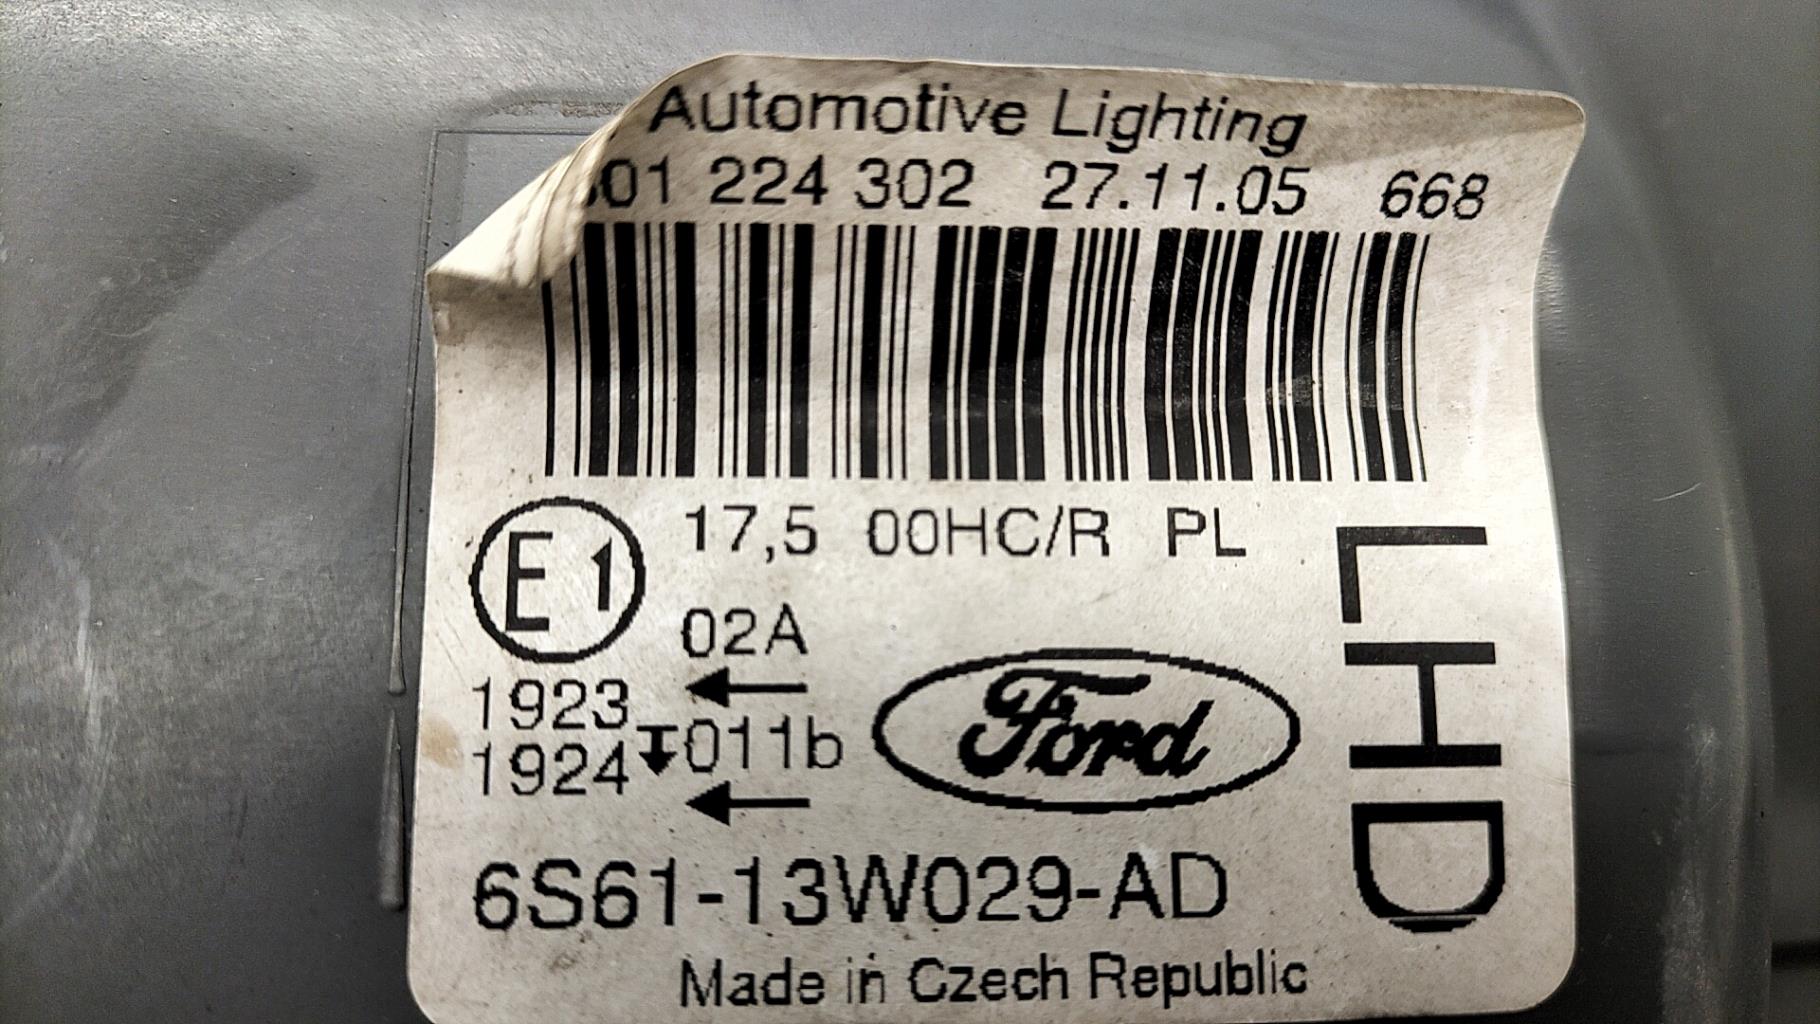 Automotive Lighting
01 224 302 27.11.05 668
E1 17,5 00HC/R PL
02A
1923
1924 011b
Ford
LHD
6S61-13W029-AD
Made in Czech Republic